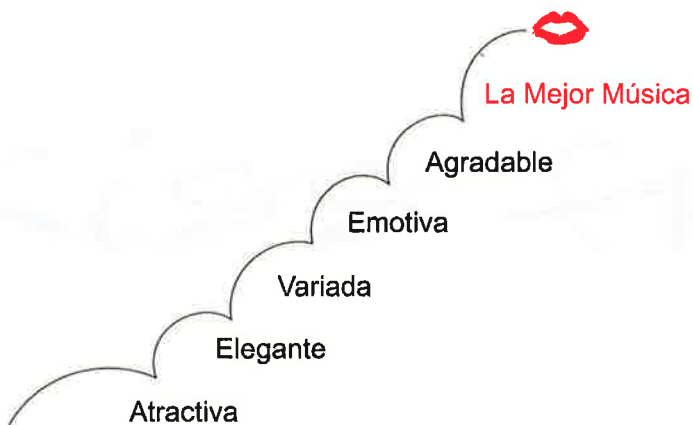 La Mejor Música
Agradable
Emotiva
Variada
Elegante
Atractiva